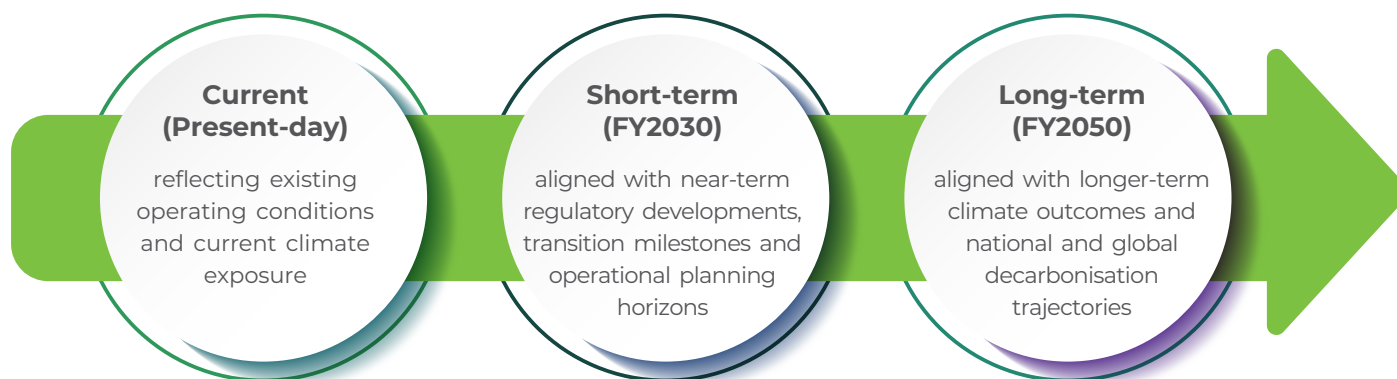 Current
(Present-day)
reflecting existing
operating conditions
and current climate
exposure
Short-term
(FY2030)
aligned with near-term
regulatory developments,
transition milestones and
operational planning
horizons
Long-term
(FY2050)
aligned with longer-term
climate outcomes and
national and global
decarbonisation
trajectories